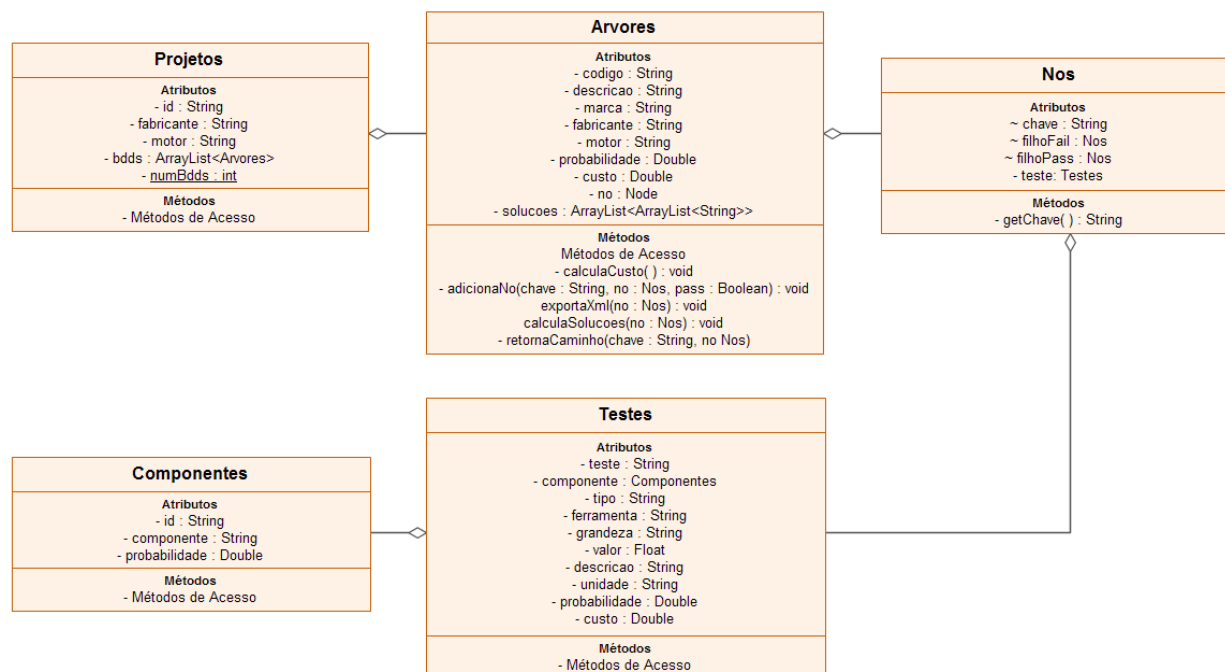 Projetos
Atributos
- id : String
- fabricante : String
- motor : String
- bdds : ArrayList<Arvores>
- numBdds : int
Métodos
- Métodos de Acesso
Arvores
Atributos
- codigo : String
- descricao : String
- marca : String
- fabricante : String
- motor : String
- probabilidade : Double
- custo : Double
- no : Node
- solucoes : ArrayList<ArrayList<String>>
Métodos
Métodos de Acesso
- calculaCusto( ) : void
- adicionaNo(chave : String, no : Nos, pass : Boolean) : void
exportaXml(no : Nos) : void
calculaSolucoes(no : Nos) : void
- retornaCaminho(chave : String, no Nos)
Nos
Atributos
~ chave : String
~ filhoFail : Nos
~ filhoPass : Nos
- teste: Testes
Métodos
- getChave( ) : String
Componentes
Atributos
- id : String
- componente : String
- probabilidade : Double
Métodos
- Métodos de Acesso
Testes
Atributos
- teste : String
- componente : Componentes
- tipo : String
- ferramenta : String
- grandeza : String
- valor : Float
- descricao : String
- unidade : String
- probabilidade : Double
- custo : Double
Métodos
- Métodos de Acesso